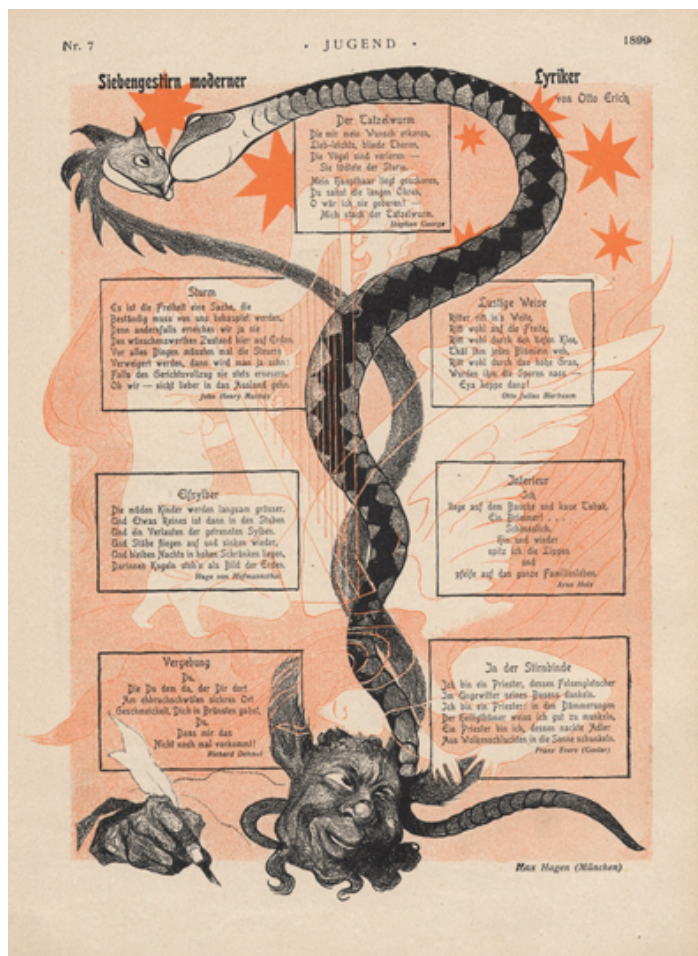 Nr. 7
· JUGEND ·
1899
Siebengestirn moderner
Lyriker
von Otto Erich
Der Tatzelwurm
Die mir mein Wunsch erkoren,
Lieb-leichte, blinde Thoren,
Die Vögel sind verloren —
Sie tödtete der Sturm.
Mein Haupthaar liegt geschoren,
Du sahst die langen Ohren,
O wär ich nie geboren! —
Mich stach der Tatzelwurm.
Stephan George
Sturm
Es ist die Freiheit eine Sache, die
Beständig muss von uns behauptet werden,
Denn andernfalls erreichen wir ja nie
Den wünschenswerthen Zustand hier auf Erden.
Vor allen Dingen müssten mal die Steuern
Verweigert werden, dann wird man ja sehn:
Falls den Gerichtsvollzug sie stets erneuern,
Ob wir — nicht lieber in das Ausland gehn.
John Henry Mackay
Lustige Weise
Ritter ritt in's Weite,
Ritt wohl auf die Freite,
Ritt wohl durch den tiefen Klee,
Thät ihm jedes Blümlein weh,
Ritt wohl durch das hohe Gras,
Wurden ihm die Sporen nass —
Eya hoppe danz!
Otto Julius Bierbaum
Elfsylber
Die müden Kinder werden langsam grösser.
Und Etwas Reines ist dann in den Stuben
Und ein Verlauten der getrennten Sylben.
Und Stäbe fliegen auf und sinken wieder,
Und bleiben Nachts in hohen Schränken liegen,
Darinnen Kugeln als Bild der Erden.
Hugo von Hofmannsthal
Interieur
Ich
liege auf dem Bauche und kaue Tabak.
Ein Brummer! . . .
Scheusslich.
Hin und wieder
spitz ich die Lippen
und
pfeife auf das ganze Familienleben.
Arno Holz
Vergebung
Du,
Die Du dem da, der Dir dort
Am ehbruchschwülen sichren Ort
Geschmeichelt, Dich in Brünsten gabst,
Du,
Dass mir das
Nicht noch mal vorkommt!
Richard Dehmel
In der Stirnbinde
Ich bin ein Priester, dessen Felsengletscher
Im Ungewitter seines Busens dunkeln.
Ich bin ein Priester: in den Dämmerungen
Der Heiligthümer weiss ich gut zu munkeln,
Ein Priester bin ich, dessen nackte Adler
Aus Wolkenschluchten in die Sonne schunkeln.
Franz Evers (Goslar)
Max Hagen (München)